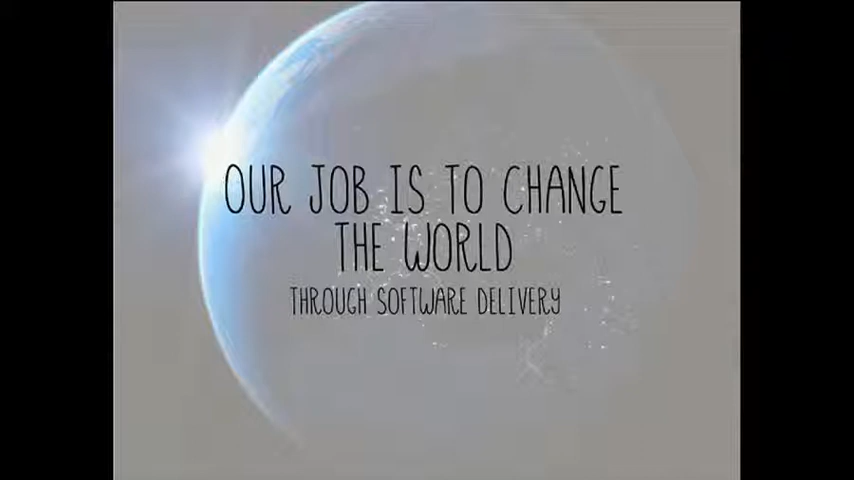 OUR JOB IS TO CHANGE
THE WORLD
THROUGH SOFTWARE DELIVERY